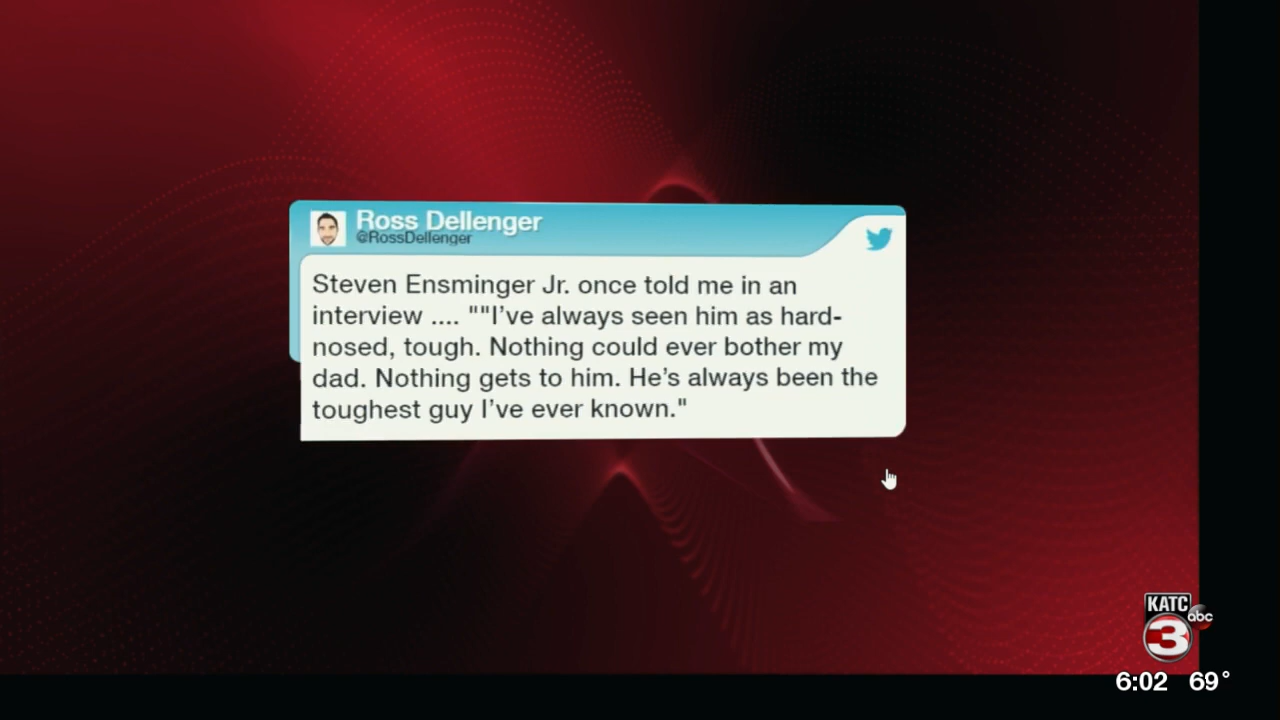 Ross Dellenger
@RossDellenger
Steven Ensminger Jr. once told me in an
interview .... ""I’ve always seen him as hard-
nosed, tough. Nothing could ever bother my
dad. Nothing gets to him. He’s always been the
toughest guy I’ve ever known."
KATC
abc
3
6:02 69°